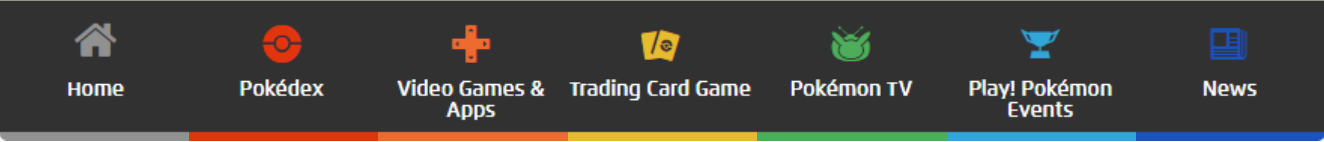 Home
Pokédex
Video Games &
Apps
Trading Card Game
Pokémon TV
Play! Pokémon
Events
News